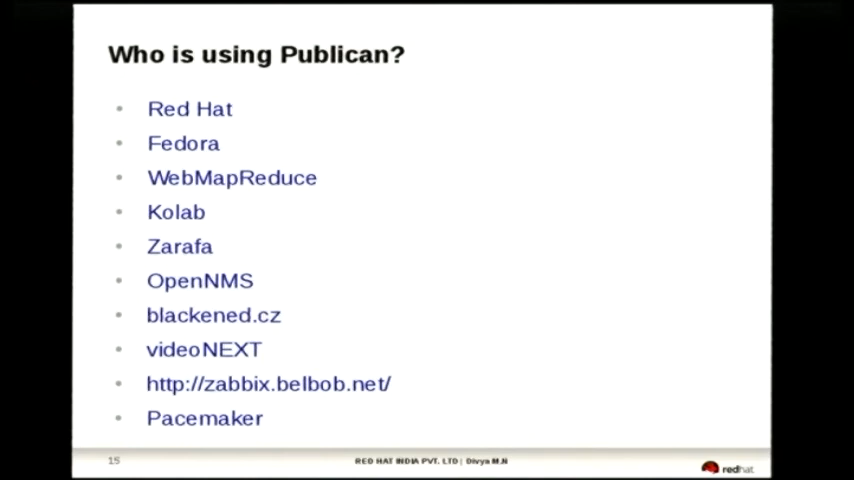 Who is using Publican?
• Red Hat
• Fedora
• WebMapReduce
• Kolab
• Zarafa
• OpenNMS
• blackened.cz
• videoNEXT
• http://zabbix.belbob.net/
• Pacemaker
15
RED HAT INDIA PVT. LTD | Divya M.N
redhat